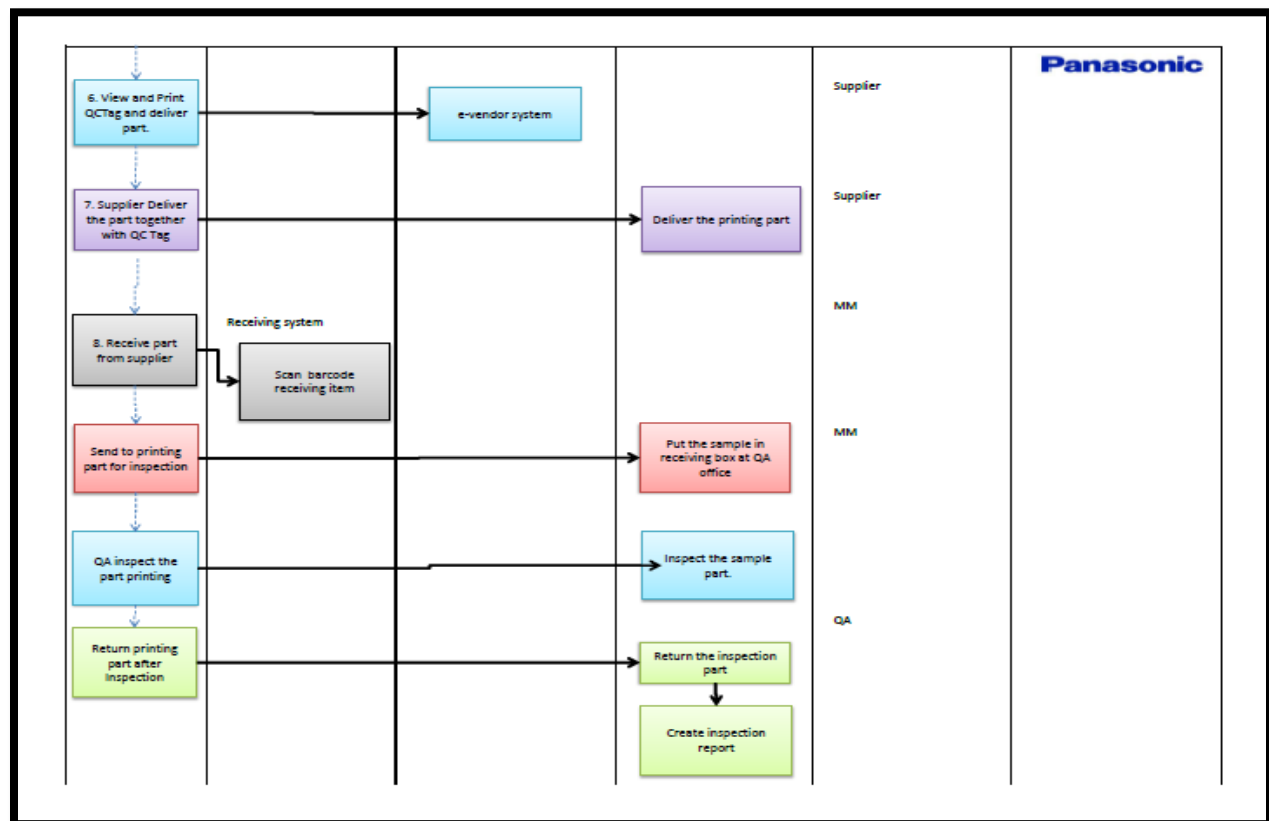 Panasonic
6. View and Print
QCTag and deliver
part.
e-vendor system
Supplier
7. Supplier Deliver
the part together
with QC Tag
Deliver the printing part
Supplier
8. Receive part
from supplier
Receiving system
Scan barcode
receiving item
MM
Send to printing
part for inspection
Put the sample in
receiving box at QA
office
MM
QA inspect the
part printing
Inspect the sample
part.
QA
Return printing
part after
Inspection
Return the inspection
part
Create inspection
report